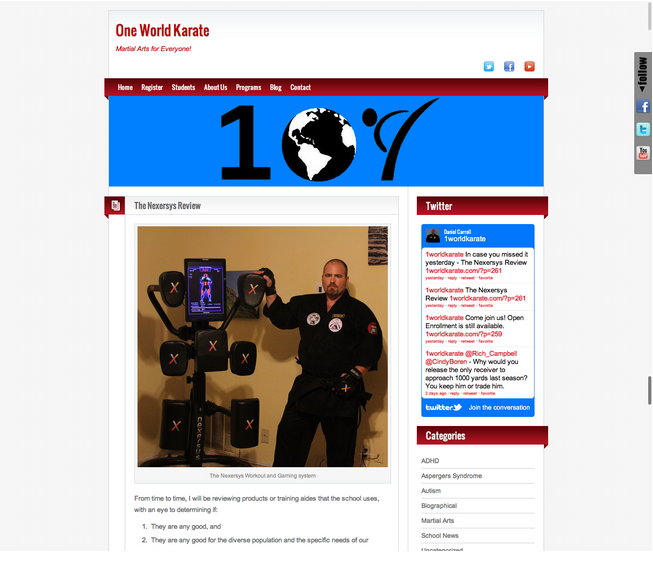 One World Karate
Martial Arts for Everyone!
Home Register Students About Us Programs Blog Contact
follow
You
1
The Nexersys Review
NEXERSYS
The Nexersys Workout and Gaming system
From time to time, I will be reviewing products or training aides that the school uses,
with an eye to determining if:
1. They are any good, and
2. They are any good for the diverse population and the specific needs of our
Twitter
Daniel Carroll
1worldkarate
1worldkarate In case you missed it
yesterday - The Nexersys Review
1worldkarate.com/?p=261
yesterday · reply · retweet · favorite
1worldkarate The Nexersys
Review 1worldkarate.com/?p=261
yesterday · reply · retweet · favorite
1worldkarate Come join us! Open
Enrollment is still available.
1worldkarate.com/?p=259
yesterday · reply · retweet · favorite
1worldkarate @Rich_Campbell
@CindyBoren - Why would you
release the only receiver to
approach 1000 yards last season?
You keep him or trade him.
2 days ago · reply · retweet · favorite
twitter Join the conversation
Categories
ADHD
Aspergers Syndrome
Autism
Biographical
Martial Arts
School News
Uncategorized